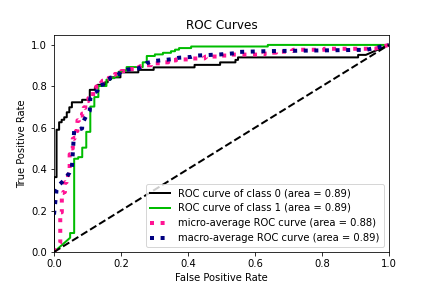 ROC Curves
True Positive Rate
1.0
0.8
0.6
0.4
0.2
0.0
ROC curve of class 0 (area = 0.89)
ROC curve of class 1 (area = 0.89)
micro-average ROC curve (area = 0.88)
macro-average ROC curve (area = 0.89)
0.0 0.2 0.4 0.6 0.8 1.0
False Positive Rate